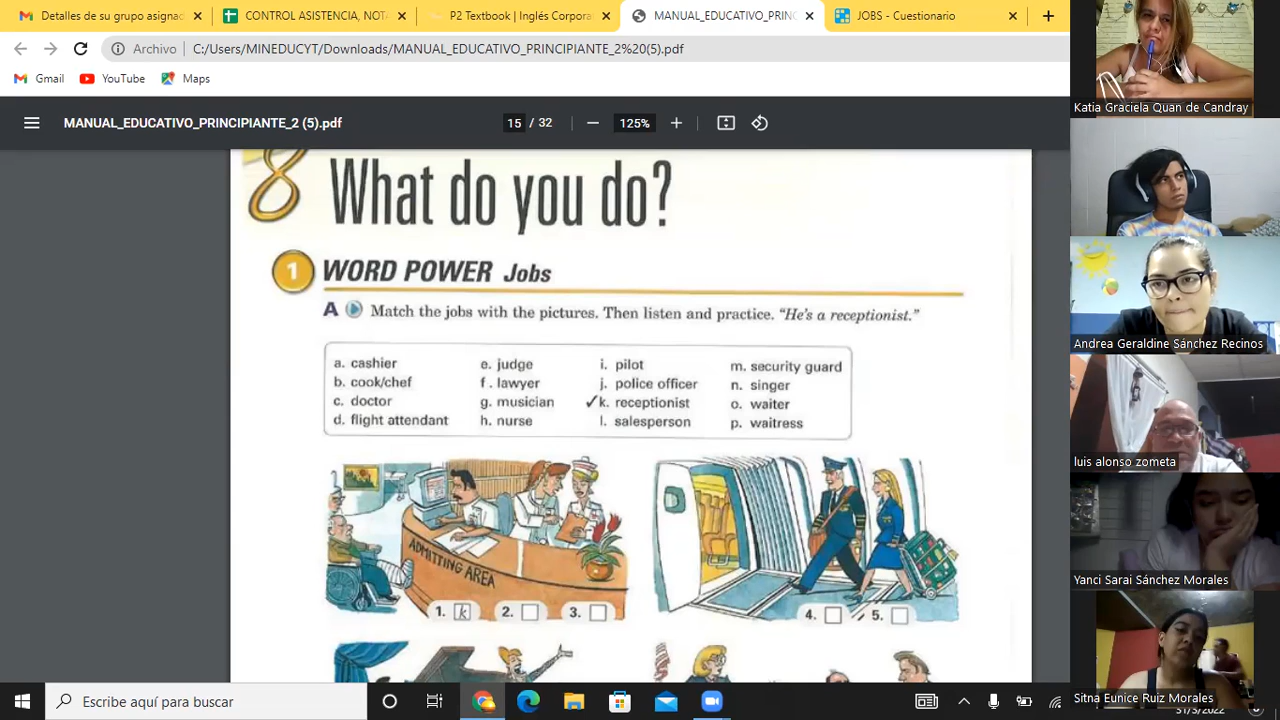 Detalles de su grupo asignad
CONTROL ASISTENCIA, NOT
P2 Textbook | Inglés Corpora
MANUAL_EDUCATIVO_PRINC
JOBS - Cuestionario
Archivo
C:/Users/MINEDUCYT/Downloads/MANUAL_EDUCATIVO_PRINCIPIANTE_2%20(5).pdf
Gmail
YouTube
Maps
MANUAL_EDUCATIVO_PRINCIPIANTE_2 (5).pdf
15 / 32
125%
8 What do you do?
1 WORD POWER Jobs
A Match the jobs with the pictures. Then listen and practice. “He’s a receptionist.”
a. cashier
b. cook/chef
c. doctor
d. flight attendant
e. judge
f. lawyer
g. musician
h. nurse
i. pilot
j. police officer
✓k. receptionist
l. salesperson
m. security guard
n. singer
o. waiter
p. waitress
ADMITTING AREA
1. k
2.
3.
4.
5.
Katia Graciela Quan de Candray
Andrea Geraldine Sánchez Recinos
luis alonso zometa
Yanci Sarai Sánchez Morales
Sitna Eunice Ruiz Morales
Escribe aquí para buscar
31/3/2022